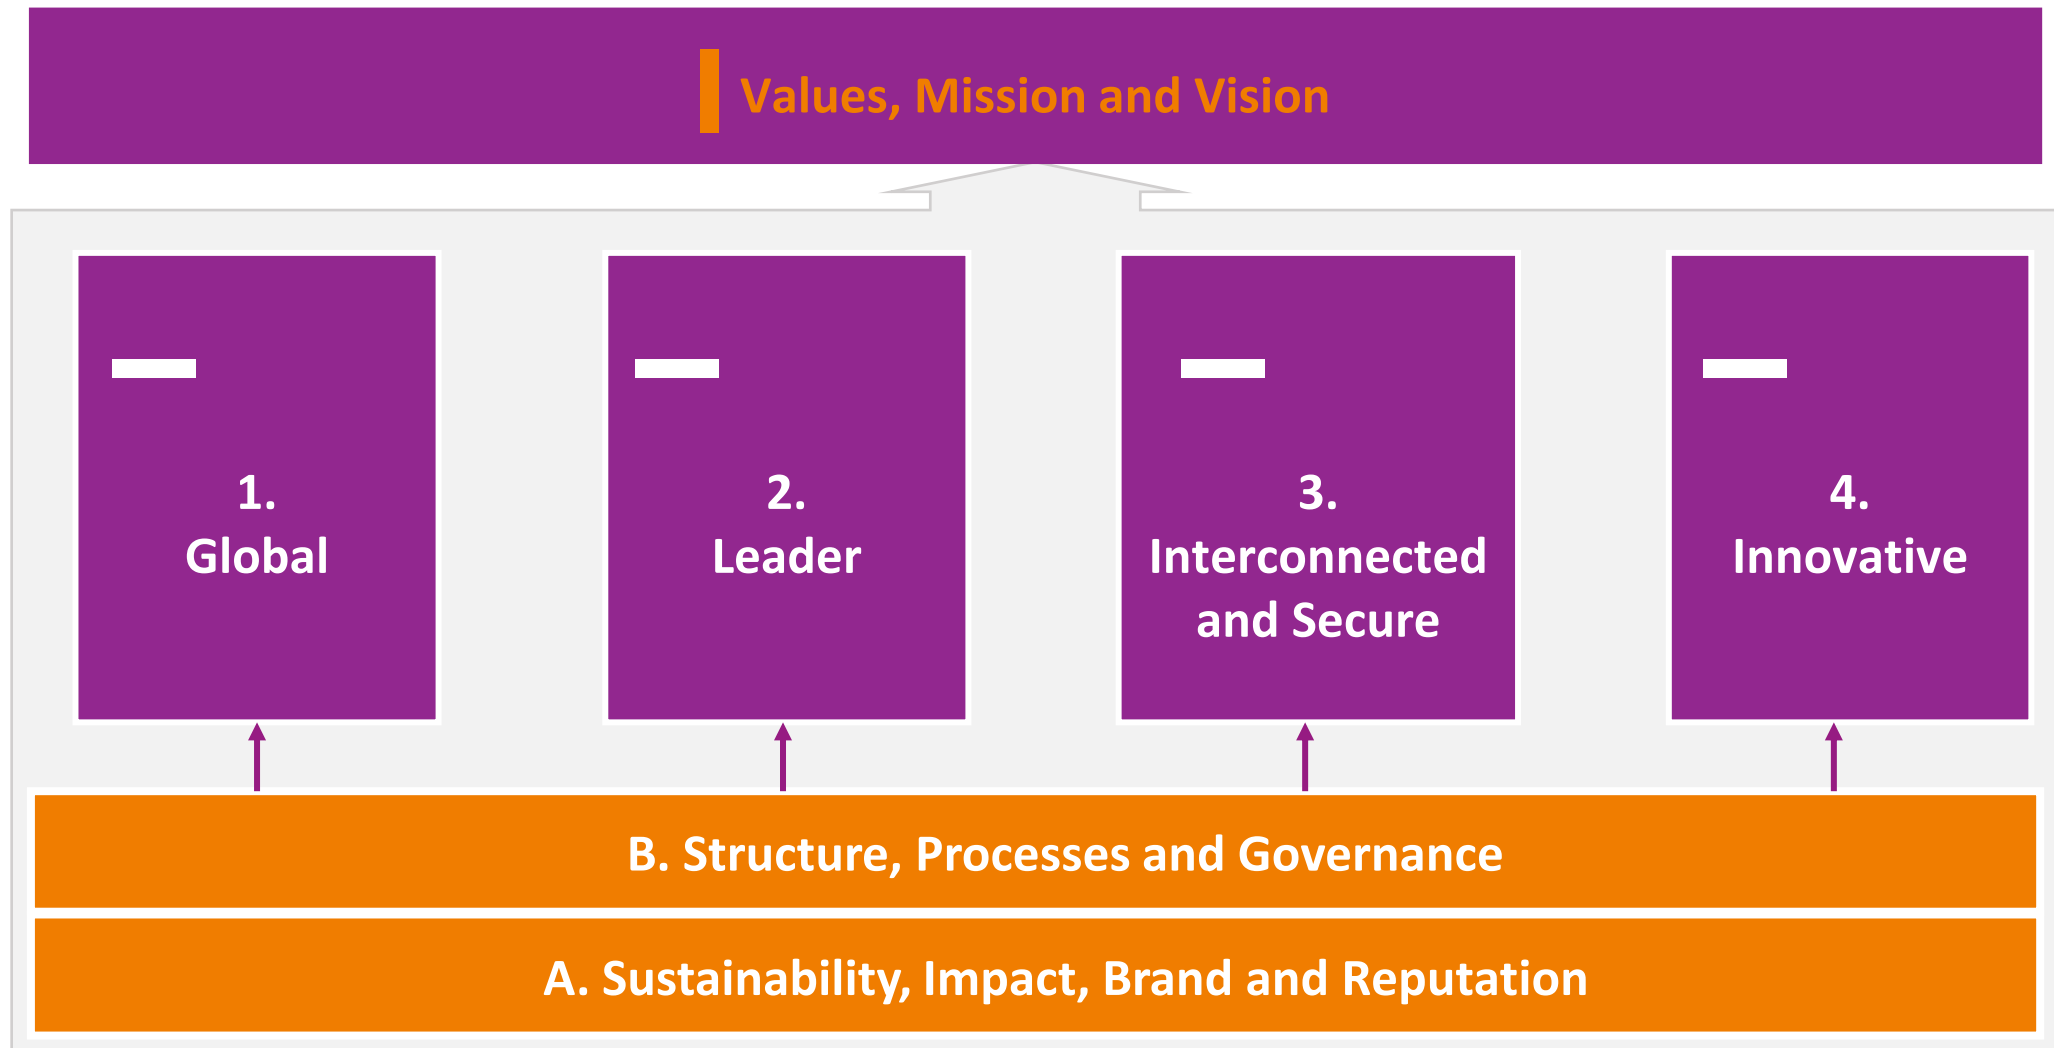 Values, Mission and Vision
1.
Global
2.
Leader
3.
Interconnected
and Secure
4.
Innovative
B. Structure, Processes and Governance
A. Sustainability, Impact, Brand and Reputation